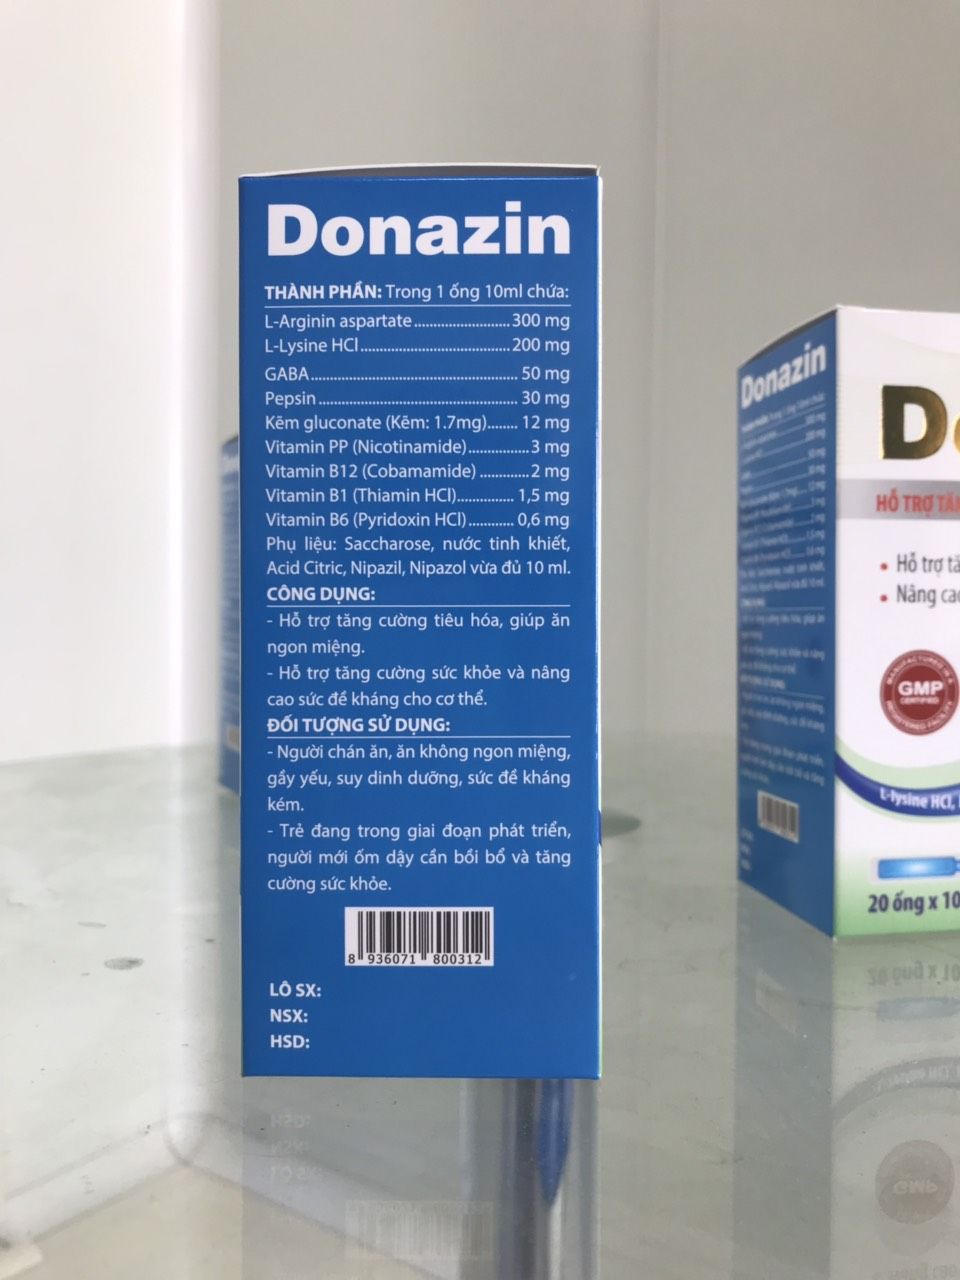 Donazin
THÀNH PHẦN: Trong 1 ống 10ml chứa:
L-Arginin aspartate........................300 mg
L-Lysine HCl......................................200 mg
GABA.................................................... 50 mg
Pepsin.................................................. 30 mg
Kẽm gluconate (Kẽm: 1.7mg)....... 12 mg
Vitamin PP (Nicotinamide)...............3 mg
Vitamin B12 (Cobamamide) ............2 mg
Vitamin B1 (Thiamin HCl).............. 1,5 mg
Vitamin B6 (Pyridoxin HCl)........... 0,6 mg
Phụ liệu: Saccharose, nước tinh khiết,
Acid Citric, Nipazil, Nipazol vừa đủ 10 ml.
CÔNG DỤNG:
- Hỗ trợ tăng cường tiêu hóa, giúp ăn
ngon miệng.
- Hỗ trợ tăng cường sức khỏe và nâng
cao sức đề kháng cho cơ thể.
ĐỐI TƯỢNG SỬ DỤNG:
- Người chán ăn, ăn không ngon miệng,
gầy yếu, suy dinh dưỡng, sức đề kháng
kém.
- Trẻ đang trong giai đoạn phát triển,
người mới ốm dậy cần bồi bổ và tăng
cường sức khỏe.
8 936071 800312
LÔ SX:
NSX:
HSD:
Donazin
D
HỖ TRỢ TĂ
• Hỗ trợ tă
• Nâng cao
GMP
CERTIFIED
L-lysine HCl,
20 ống x 10